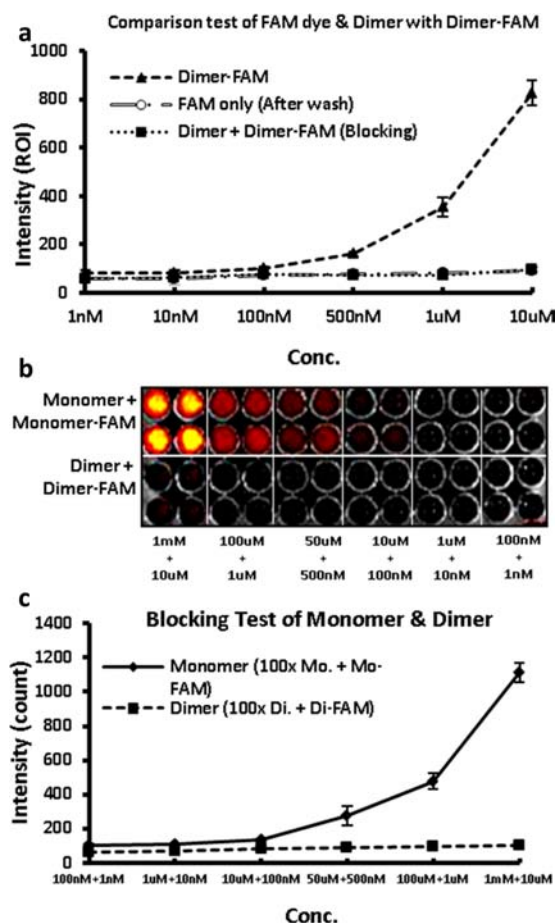 a
Comparison test of FAM dye & Dimer with Dimer-FAM
Intensity (ROI)
1000
800
600
400
200
0
Dimer-FAM
FAM only (After wash)
Dimer + Dimer-FAM (Blocking)
1nM 10nM 100nM 500nM 1uM 10uM
Conc.
b
Monomer +
Monomer-FAM
Dimer +
Dimer-FAM
1mM 100uM 50uM 10uM 1uM 100nM
+ + + + + +
10uM 1uM 500nM 100nM 10nM 1nM
c
Blocking Test of Monomer & Dimer
Intensity (count)
1400
1200
1000
800
600
400
200
0
Monomer (100x Mo. + Mo-
FAM)
Dimer (100x Di. + Di-FAM)
100nM+1nM 1uM+10nM 10uM+100nM 50uM+500nM 100uM+1uM 1mM+10uM
Conc.